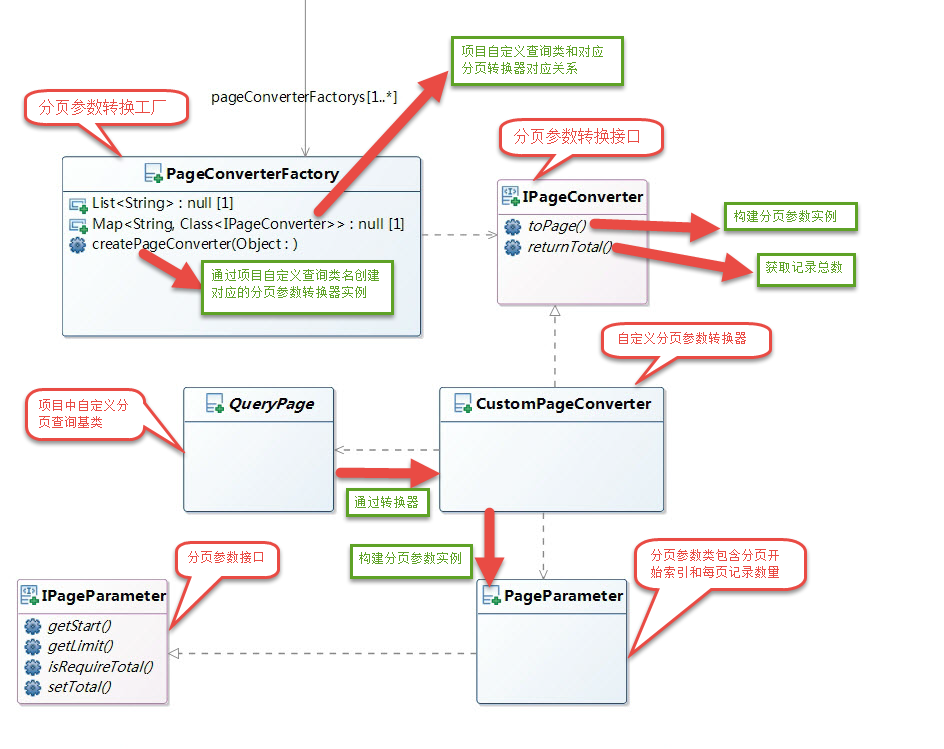 项目自定义查询类和对应
分页转换器对应关系
pageConverterFactorys[1..*]
分页参数转换工厂
分页参数转换接口
PageConverterFactory
List<String> : null [1]
Map<String, Class<IPageConverter>> : null [1]
createPageConverter(Object : )
IPageConverter
toPage()
returnTotal()
构建分页参数实例
获取记录总数
通过项目自定义查询类名创建
对应的分页参数转换器实例
自定义分页参数转换器
项目中自定义分
页查询基类
QueryPage
CustomPageConverter
通过转换器
分页参数接口
构建分页参数实例
分页参数类包含分页开
始索引和每页记录数量
IPageParameter
getStart()
getLimit()
isRequireTotal()
setTotal()
PageParameter